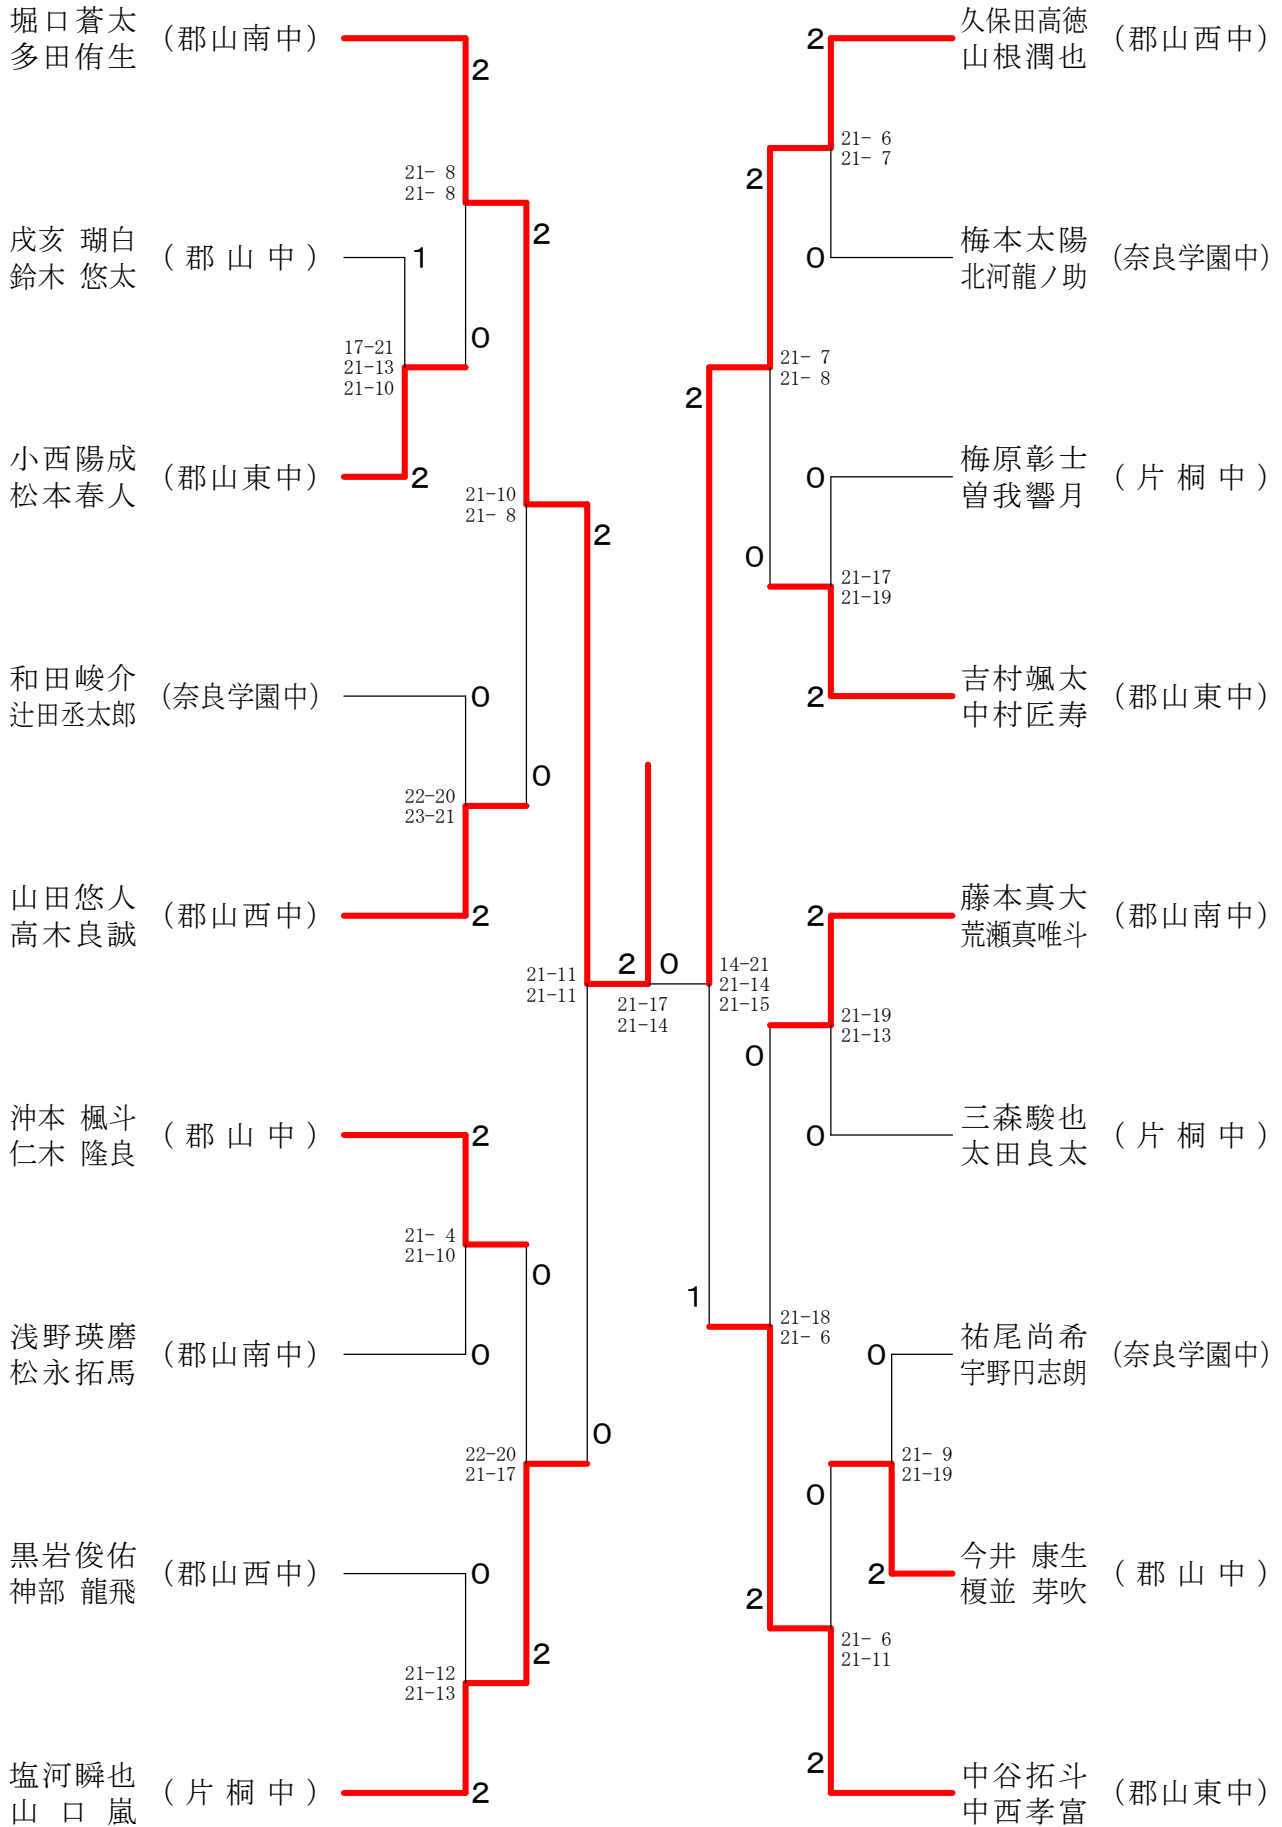 堀口蒼太
多田侑生
(郡山南中)
2
21- 8
21- 8
2
戌亥 瑚白
鈴木 悠太
(郡山中)
1
0
17-21
21-13
21-10
小西陽成
松本春人
(郡山東中)
2
21-10
21- 8
2
和田峻介
辻田丞太郎
(奈良学園中)
0
0
22-20
23-21
山田悠人
高木良誠
(郡山西中)
2
21-11
21-11
2
0
21-17
21-14
沖本 楓斗
仁木 隆良
(郡山中)
2
21- 4
21-10
0
浅野瑛磨
松永拓馬
(郡山南中)
0
0
22-20
21-17
黒岩俊佑
神部 龍飛
(郡山西中)
0
2
21-12
21-13
塩河瞬也
山口嵐
(片桐中)
2
2
久保田高徳
山根潤也
(郡山西中)
21- 6
21- 7
2
0
梅本太陽
北河龍ノ助
(奈良学園中)
21- 7
21- 8
2
0
梅原彰士
曽我響月
(片桐中)
0
21-17
21-19
2
吉村颯太
中村匠寿
(郡山東中)
2
藤本真大
荒瀬真唯斗
(郡山南中)
14-21
21-14
21-15
21-19
21-13
0
0
三森駿也
太田良太
(片桐中)
1
21-18
21- 6
0
祐尾尚希
宇野円志朗
(奈良学園中)
21- 9
21-19
0
2
今井 康生
榎並 芽吹
(郡山中)
2
21- 6
21-11
2
中谷拓斗
中西孝富
(郡山東中)